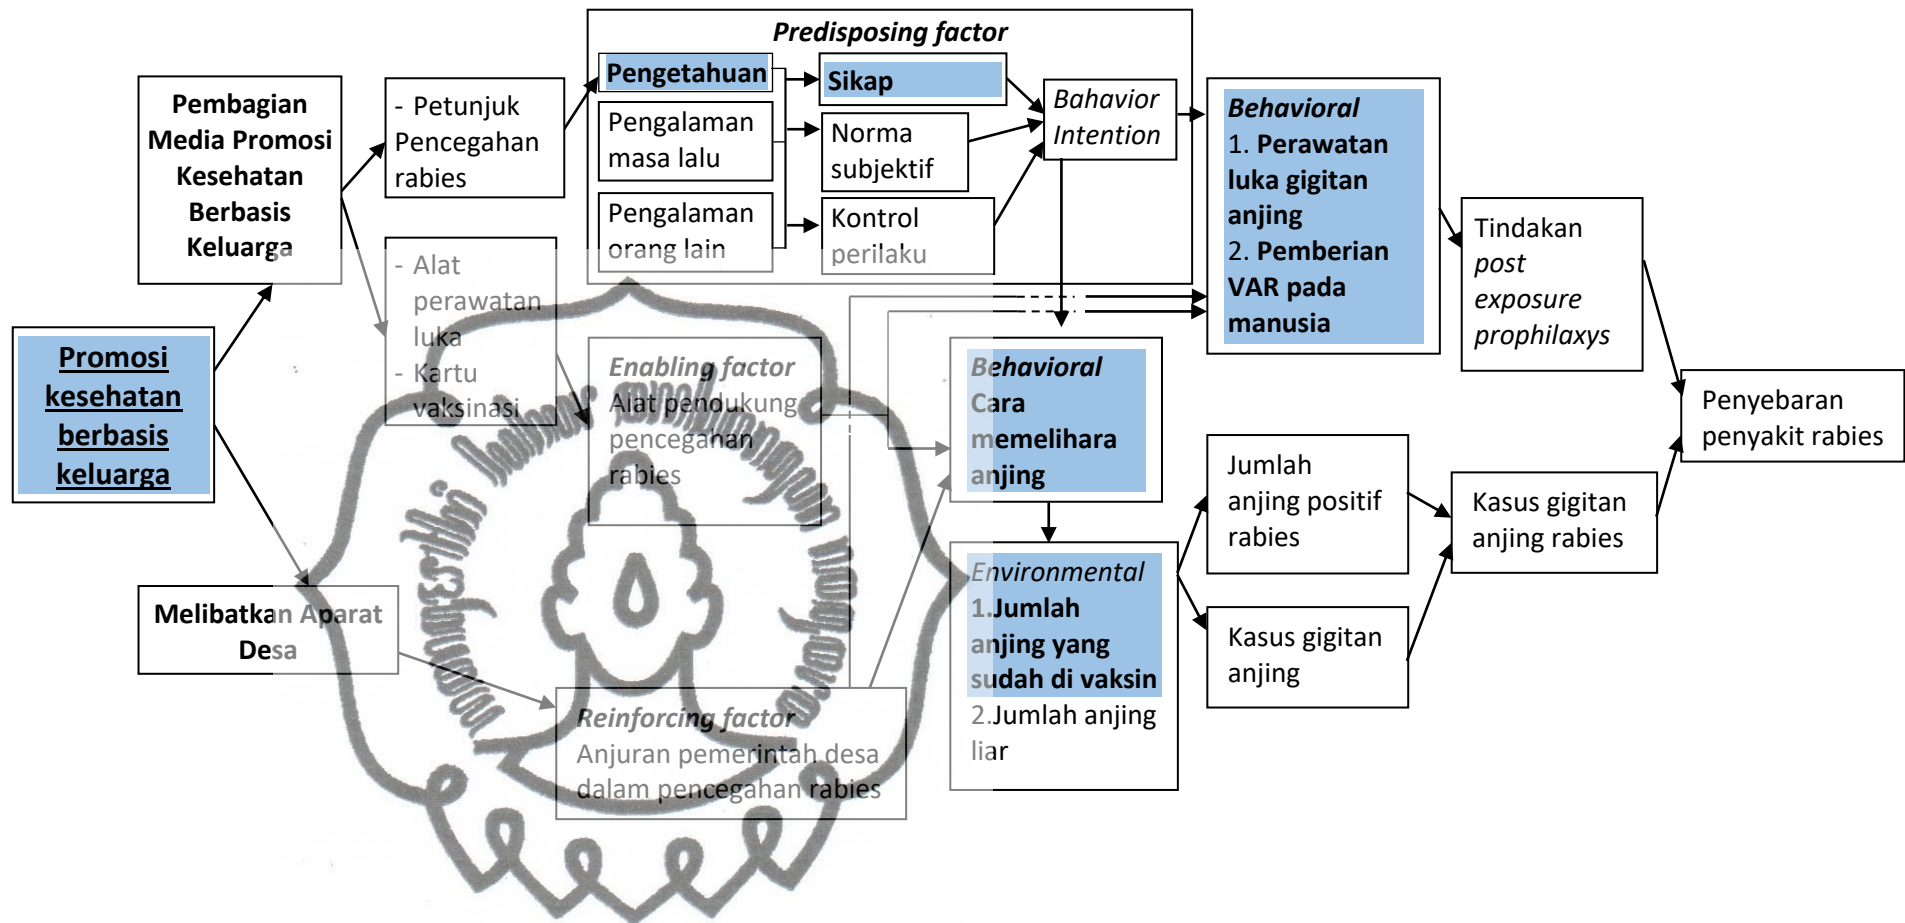 Predisposing factor
Pembagian
Media Promosi
Kesehatan
Berbasis
Keluarga
- Petunjuk
Pencegahan
rabies
Pengetahuan
Pengalaman
masa lalu
Pengalaman
orang lain
Sikap
Norma
subjektif
Kontrol
perilaku
Bahavior
Intention
Behavioral
1. Perawatan
luka gigitan
anjing
2. Pemberian
VAR pada
manusia
Tindakan
post
exposure
prophilaxys
- Alat
perawatan
luka
- Kartu
vaksinasi
Promosi
kesehatan
berbasis
keluarga
Enabling factor
Alat pendukung
pencegahan
rabies
Behavioral
Cara
memelihara
anjing
Penyebaran
penyakit rabies
Jumlah
anjing positif
rabies
Kasus gigitan
anjing rabies
Environmental
1.Jumlah
anjing yang
sudah di vaksin
2.Jumlah anjing
liar
Kasus gigitan
anjing
Melibatkan Aparat
Desa
Reinforcing factor
Anjuran pemerintah desa
dalam pencegahan rabies